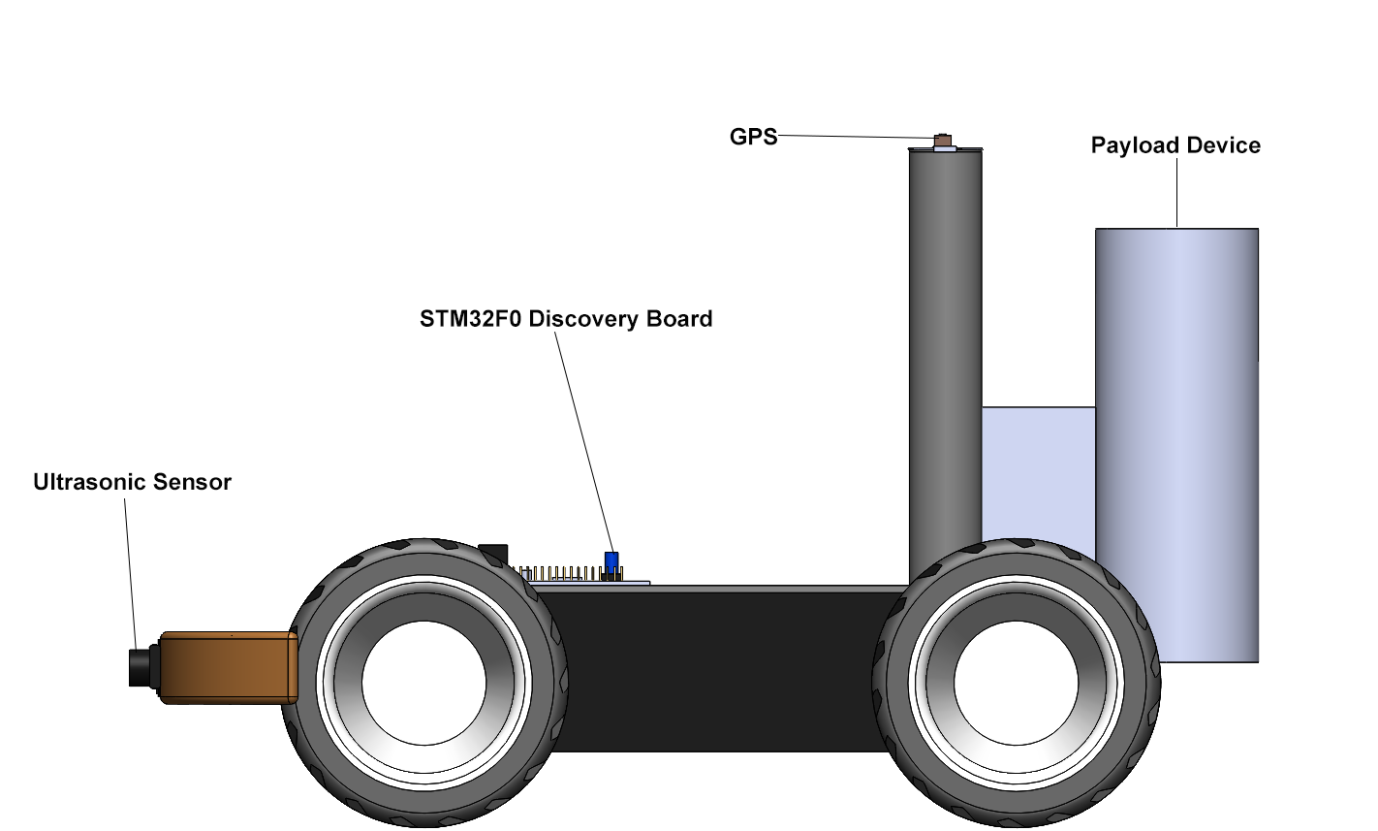 GPS
Payload Device
STM32F0 Discovery Board
Ultrasonic Sensor